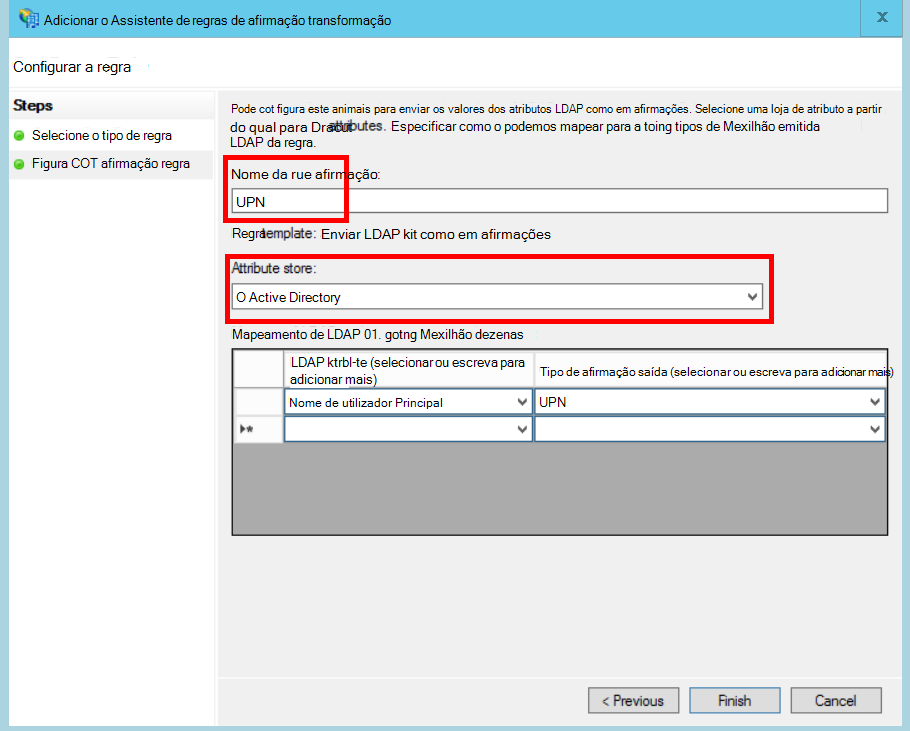 Adicionar o Assistente de regras de afirmação transformação
X
Configurar a regra
Steps
Selecione o tipo de regra
Figura COT afirmação regra
Pode cot figura este animais para enviar os valores dos atributos LDAP como em afirmações. Selecione uma loja de atributo a partir
do qual para attributes. Especificar como o podemos mapear para a toing tipos de Mexilhão emitida
LDAP da regra.
Nome da rue afirmação:
UPN
Regra template: Enviar LDAP kit como em afirmações
Attribute store:
O Active Directory
Mapeamento de LDAP 01. gotng Mexilhão dezenas
LDAP ktrbl-te (selecionar ou escreva para
adicionar mais)
Tipo de afirmação saída (selecionar ou escreva para adicionar mais)
Nome de utilizador Principal
UPN
< Previous
Finish
Cancel